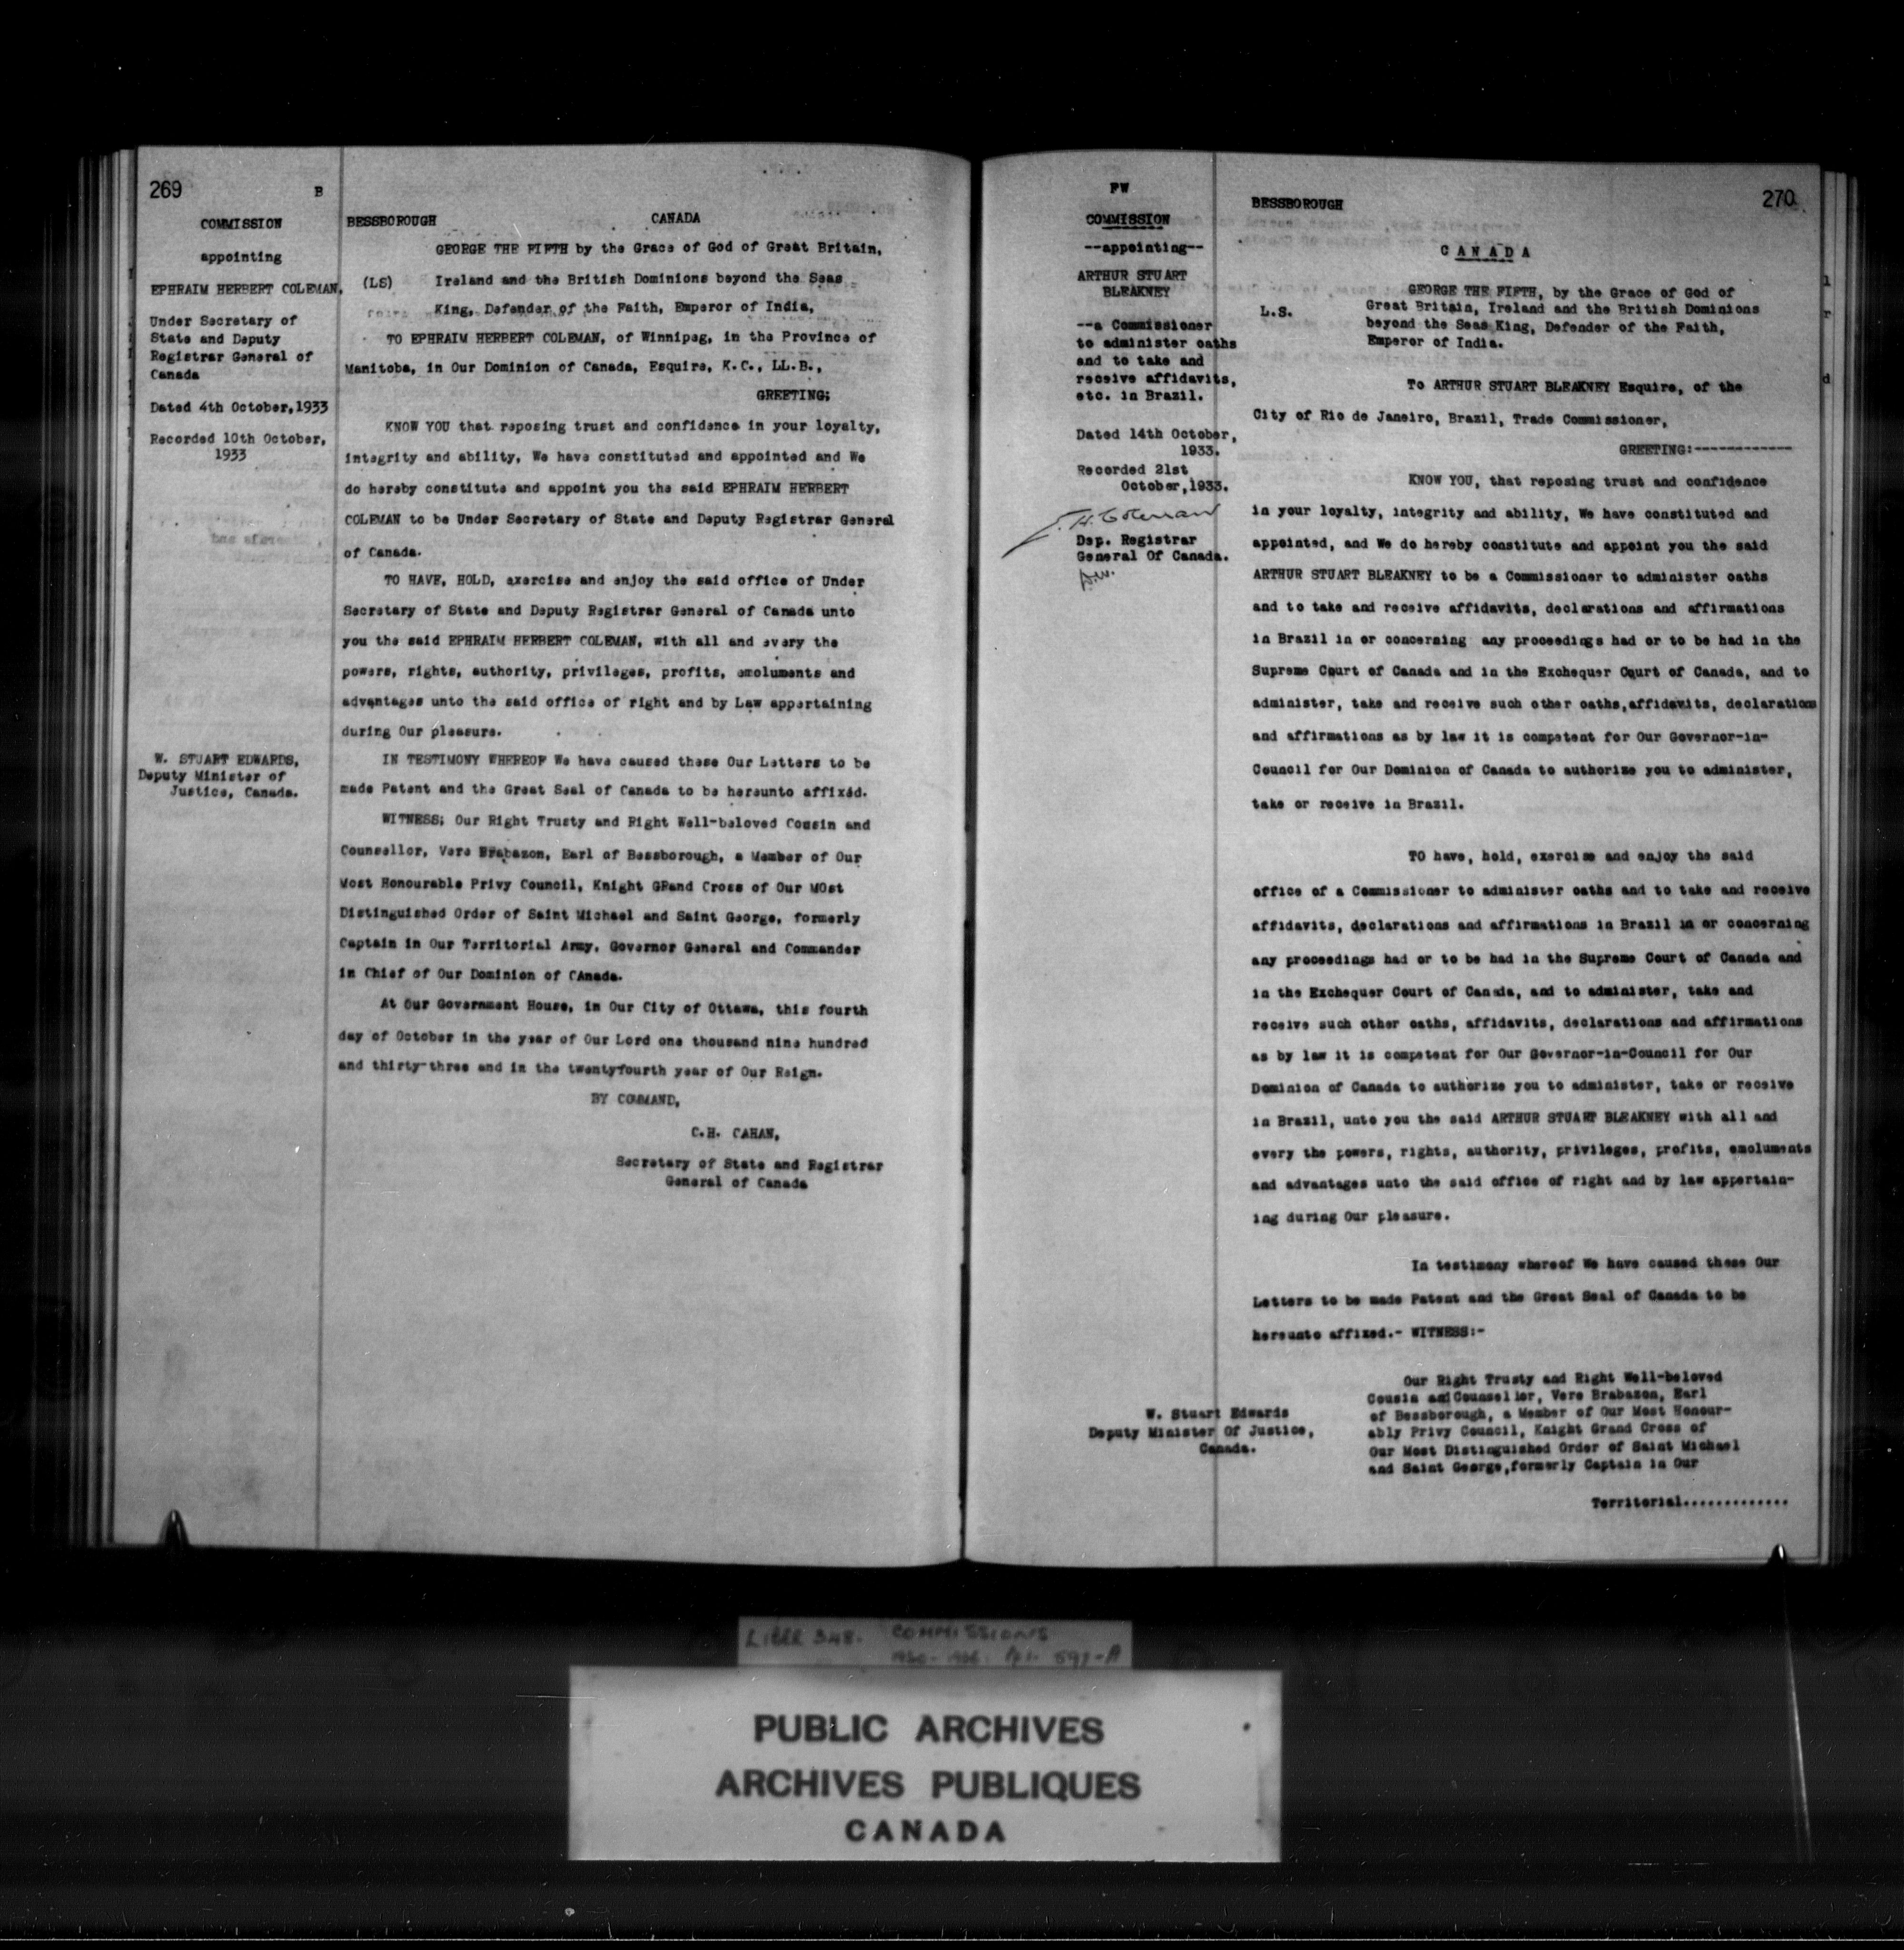 269
B
COMMISSION
appointing
EPHRAIM HERBERT COLEMAN,
Under Secretary of
State and Deputy
Registrar General of
Canada
Dated 4th October,1933
Recorded 10th October,
1933
W. STUART EDWARDS,
Deputy Minister of
Justice, Canada.
BESSBOROUGH
CANADA
GEORGE THE FIFTH by the Grace of God of Great Britain,
(LS) Ireland and the British Dominions beyond the Seas
King, Defender of the Faith, Emperor of India,
TO EPHRAIM HERBERT COLEMAN, of Winnipeg, in the Province of
Manitoba, in Our Dominion of Canada, Esquire, K.C., LL.B.,
GREETING:
KNOW YOU that reposing trust and confidence in your loyalty,
integrity and ability, We have constituted and appointed and We
do hereby constitute and appoint you the said EPHRAIM HERBERT
COLEMAN to be Under Secretary of State and Deputy Registrar General
of Canada.
TO HAVE, HOLD, exercise and enjoy the said office of Under
Secretary of State and Deputy Registrar General of Canada unto
you the said EPHRAIM HERBERT COLEMAN, with all and every the
powers, rights, authority, privileges, profits, emoluments and
advantages unto the said office of right and by Law appertaining
during Our pleasure.
IN TESTIMONY WHEREOF We have caused these Our Letters to be
made Patent and the Great Seal of Canada to be hereunto affixed.
WITNESS; Our Right Trusty and Right Well-beloved Cousin and
Counsellor, Vere Brabazon, Earl of Bessborough, a Member of Our
Most Honourable Privy Council, Knight GRand Cross of Our MOst
Distinguished Order of Saint Michael and Saint George, formerly
Captain in Our Territorial Army, Governor General and Commander
in Chief of Our Dominion of CAnada.
At Our Government House, in Our City of Ottawa, this fourth
day of October in the year of Our Lord one thousand nine hundred
and thirty-three and in the twentyfourth year of Our Reign.
BY COMMAND,
C.H. CAHAN,
Secretary of State and Registrar
General of Canada
PW
COMMISSION
--appointing--
ARTHUR STUART
BLEAKNEY
--a Commissioner
to administer oaths
and to take and
receive affidavits,
etc. in Brazil.
Dated 14th October,
1933.
Recorded 21st
October,1933.
E.H. Coleman
Dep. Registrar
General Of Canada.
W. Stuart Edwards
Deputy Minister Of Justice,
Canada.
BESSBOROUGH
270
CANADA
GEORGE THE FIFTH, by the Grace of God of
L.S. Great Britain, Ireland and the British Dominions
beyond the Seas King, Defender of the Faith,
Emperor of India.
To ARTHUR STUART BLEAKNEY Esquire, of the
City of Rio de Janeiro, Brazil, Trade Commissioner,
GREETING:-------------
KNOW YOU, that reposing trust and confidence
in your loyalty, integrity and ability, We have constituted and
appointed, and We do hereby constitute and appoint you the said
ARTHUR STUART BLEAKNEY to be a Commissioner to administer oaths
and to take and receive affidavits, declarations and affirmations
in Brazil in or concerning any proceedings had or to be had in the
Supreme Court of Canada and in the Exchequer Court of Canada, and to
administer, take and receive such other oaths,affidavits, declarations
and affirmations as by law it is competent for Our Governor-in-
Council for Our Dominion of Canada to authorize you to administer,
take or receive in Brazil.
TO have, hold, exercise and enjoy the said
office of a Commissioner to administer oaths and to take and receive
affidavits, declarations and affirmations in Brazil in or concerning
any proceedings had or to be had in the Supreme Court of Canada and
in the Exchequer Court of Canada, and to administer, take and
receive such other oaths, affidavits, declarations and affirmations
as by law it is competent for Our Governor-in-Council for Our
Dominion of Canada to authorize you to administer, take or receive
in Brazil, unto you the said ARTHUR STUART BLEAKNEY with all and
every the powers, rights, authority, privileges, profits, emoluments
and advantages unto the said office of right and by law appertain-
ing during Our pleasure.
In testimony whereof We have caused these Our
Letters to be made Patent and the Great Seal of Canada to be
hereunto affixed.- WITNESS:-
Our Right Trusty and Right Well-beloved
Cousin and Counsellor, Vere Brabazon, Earl
of Bessborough, a Member of Our Most Honour-
ably Privy Council, Knight Grand Cross of
Our Most Distinguished Order of Saint Michael
and Saint George,formerly Captain in Our
Territorial.............
l
r
d
LIBER 348. COMMISSIONS
PUBLIC ARCHIVES
ARCHIVES PUBLIQUES
CANADA